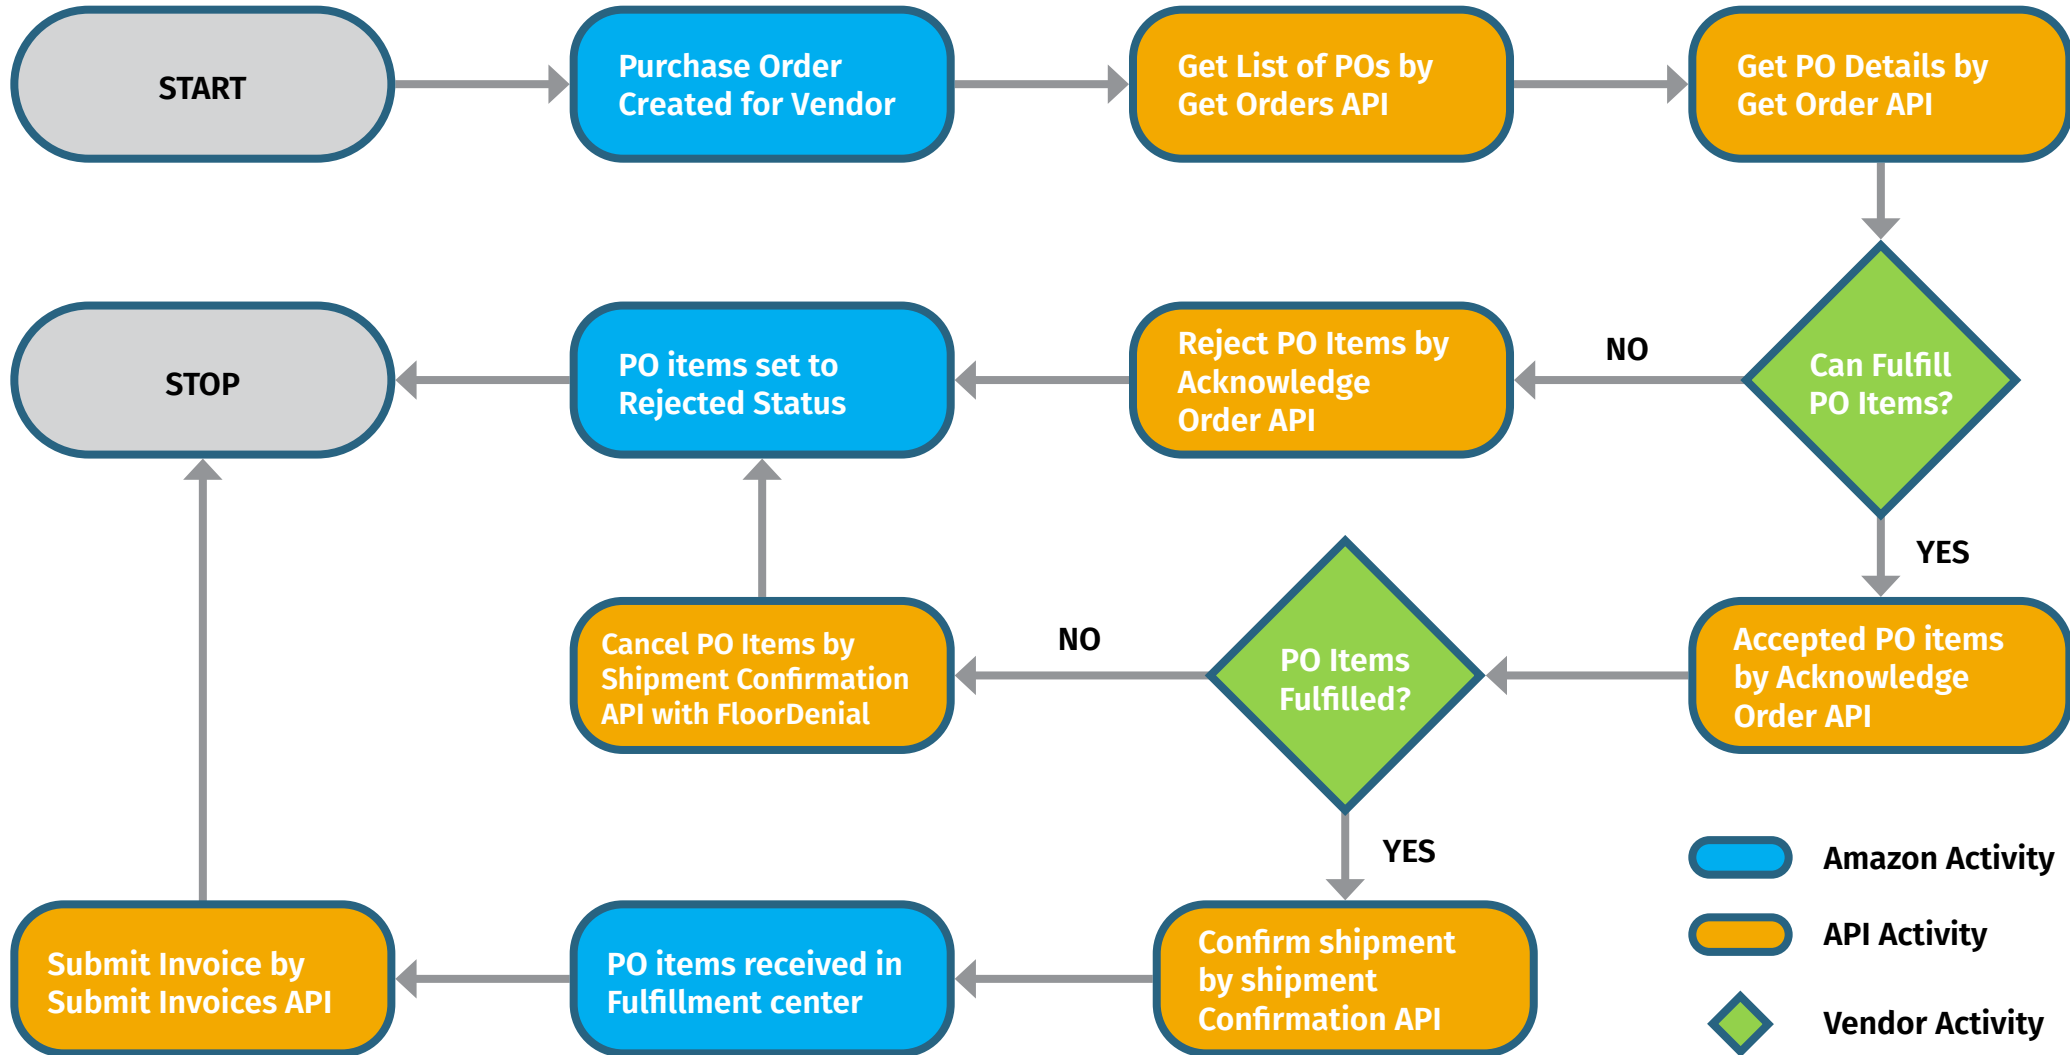 START
Purchase Order
Created for Vendor
Get List of POs by
Get Orders API
Get PO Details by
Get Order API
STOP
PO items set to
Rejected Status
Reject PO Items by
Acknowledge
Order API
NO
Can Fulfill
PO Items?
YES
Cancel PO Items by
Shipment Confirmation
API with FloorDenial
NO
PO Items
Fulfilled?
Accepted PO items
by Acknowledge
Order API
YES
Submit Invoice by
Submit Invoices API
PO items received in
Fulfillment center
Confirm shipment
by shipment
Confirmation API
Amazon Activity
API Activity
Vendor Activity